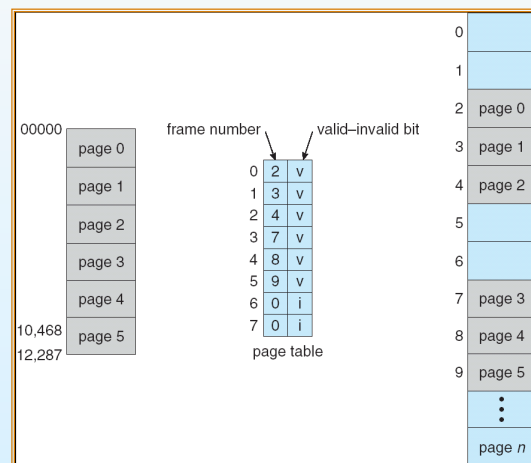 00000
page 0
page 1
page 2
page 3
page 4
page 5
10,468
12,287
frame number
valid–invalid bit
0 2 v
1 3 v
2 4 v
3 7 v
4 8 v
5 9 v
6 0 i
7 0 i
page table
0
1
2 page 0
3 page 1
4 page 2
5
6
7 page 3
8 page 4
9 page 5
page n